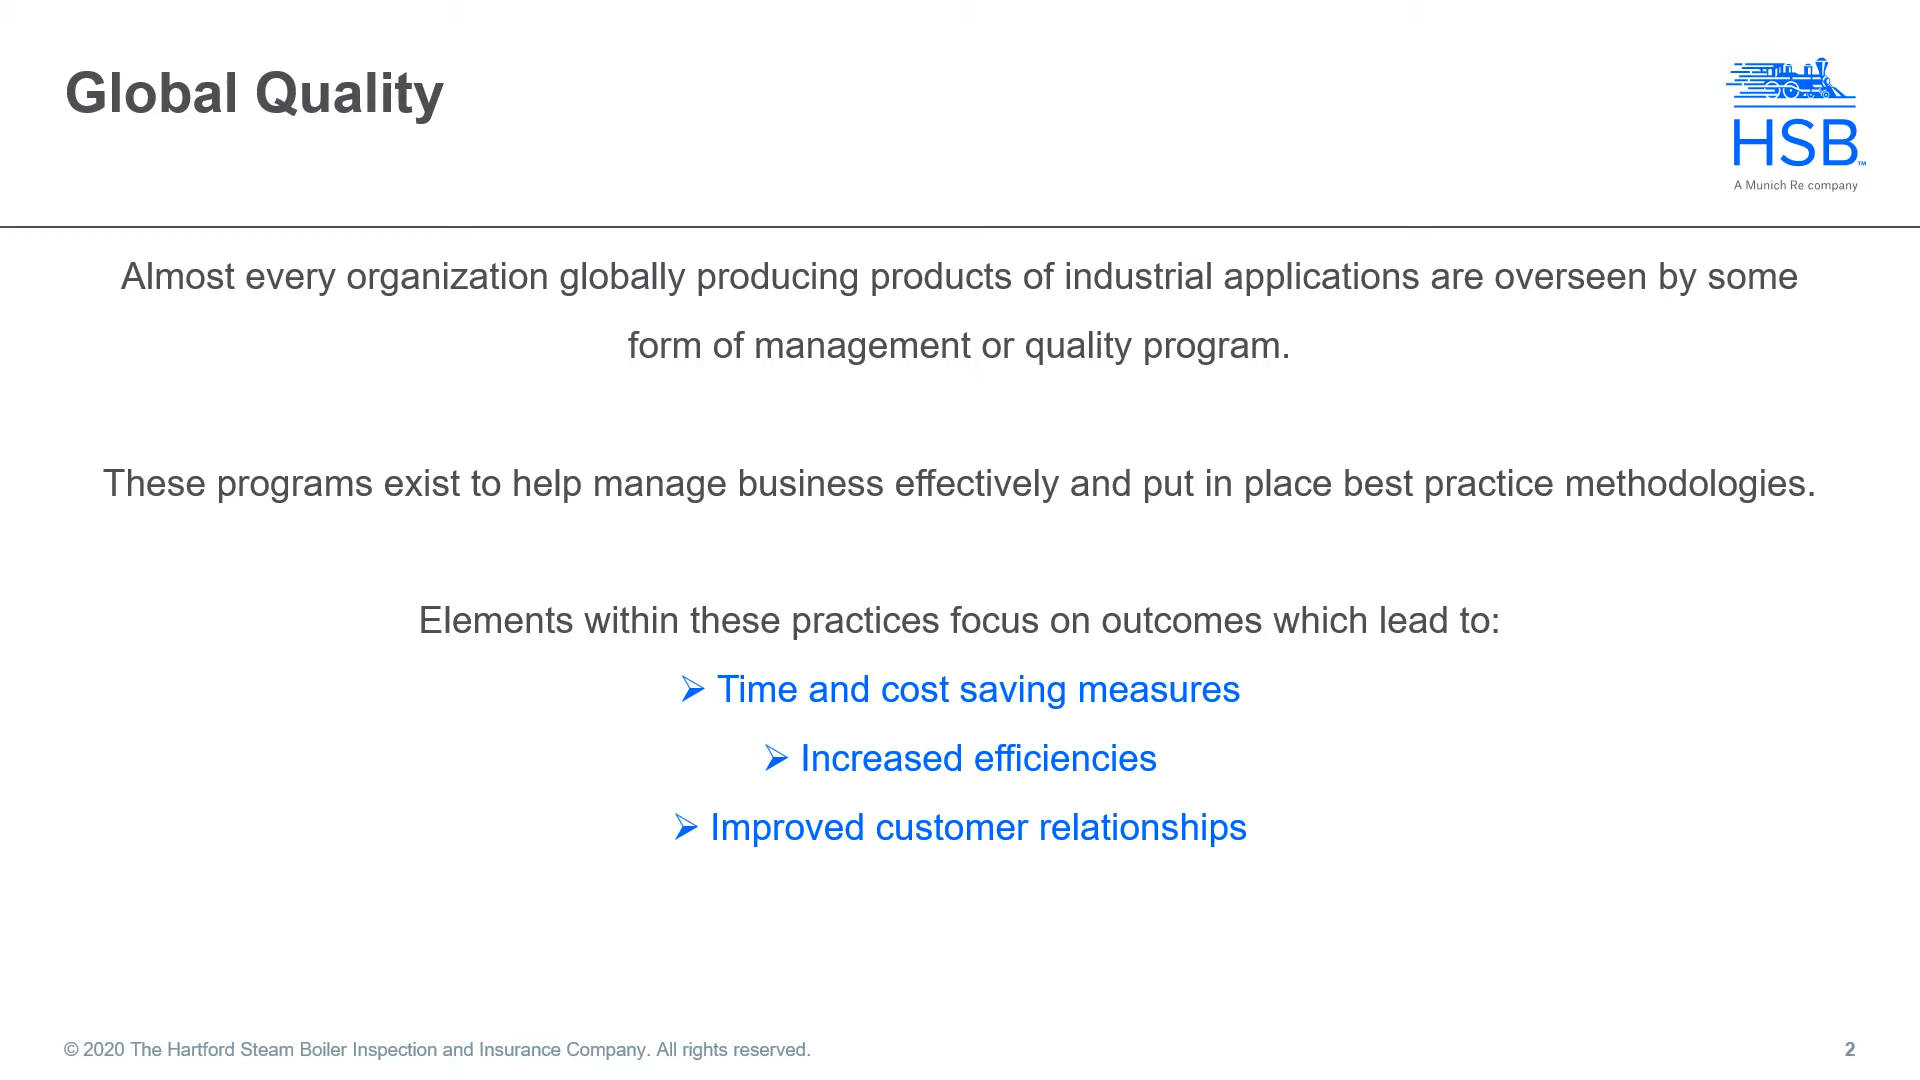 Global Quality
HSB™
A Munich Re company
Almost every organization globally producing products of industrial applications are overseen by some
form of management or quality program.
These programs exist to help manage business effectively and put in place best practice methodologies.
Elements within these practices focus on outcomes which lead to:
➢ Time and cost saving measures
➢ Increased efficiencies
➢ Improved customer relationships
© 2020 The Hartford Steam Boiler Inspection and Insurance Company. All rights reserved.
2